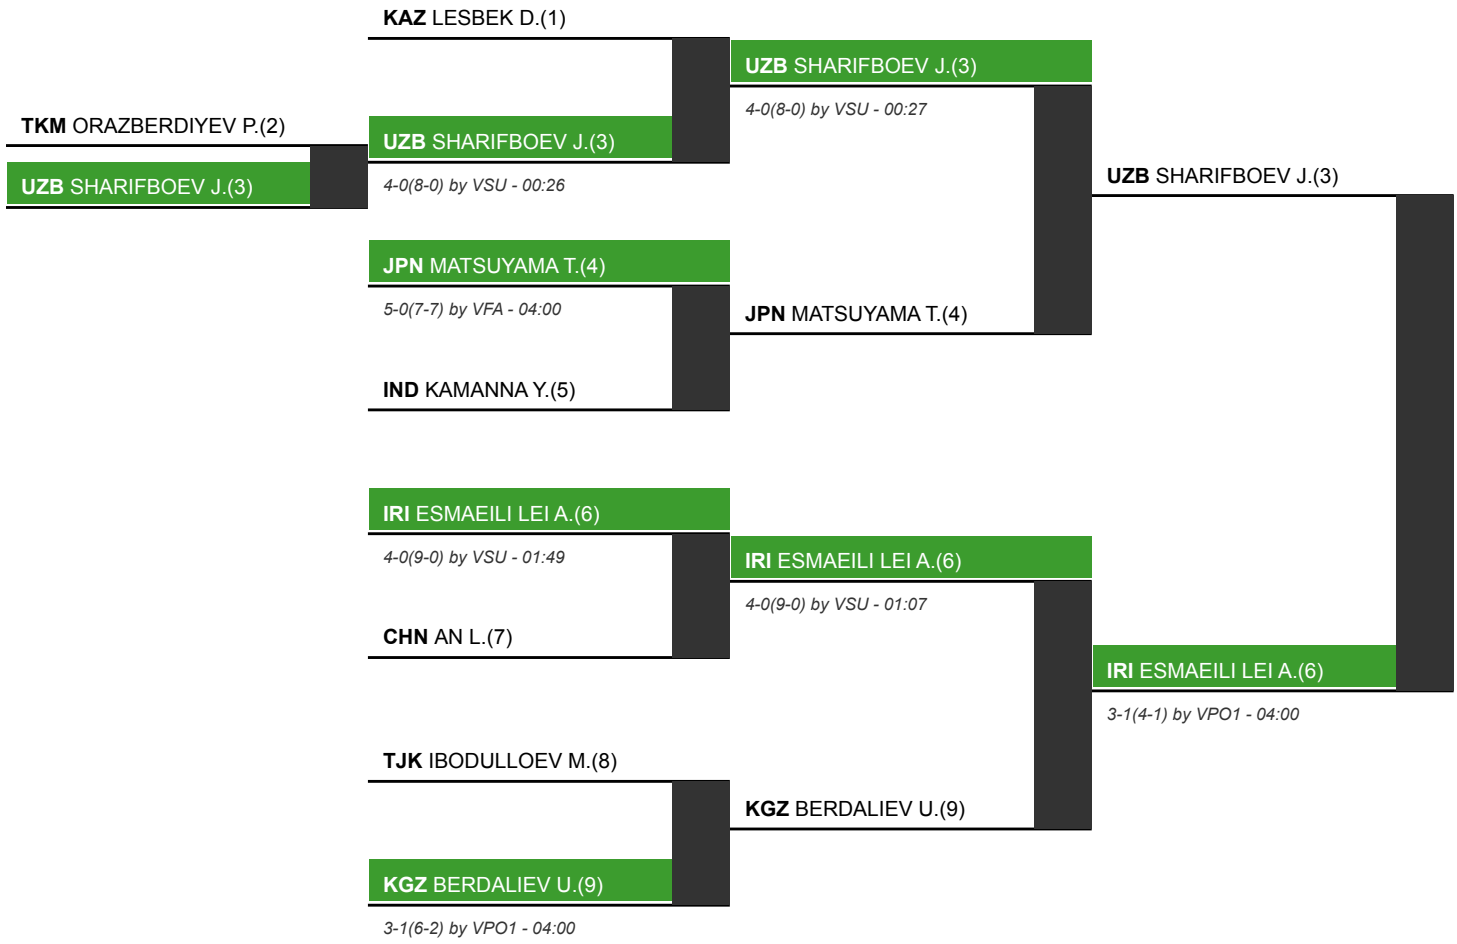 KAZ LESBEK D.(1)
UZB SHARIFBOEV J.(3)
4-0(8-0) by VSU - 00:27
TKM ORAZBERDIYEV P.(2)
UZB SHARIFBOEV J.(3)
UZB SHARIFBOEV J.(3)
4-0(8-0) by VSU - 00:26
UZB SHARIFBOEV J.(3)
JPN MATSUYAMA T.(4)
5-0(7-7) by VFA - 04:00
JPN MATSUYAMA T.(4)
IND KAMANNA Y.(5)
IRI ESMAEILI LEI A.(6)
4-0(9-0) by VSU - 01:49
IRI ESMAEILI LEI A.(6)
4-0(9-0) by VSU - 01:07
CHN AN L.(7)
IRI ESMAEILI LEI A.(6)
3-1(4-1) by VPO1 - 04:00
TJK IBODULLOEV M.(8)
KGZ BERDALIEV U.(9)
KGZ BERDALIEV U.(9)
3-1(6-2) by VPO1 - 04:00